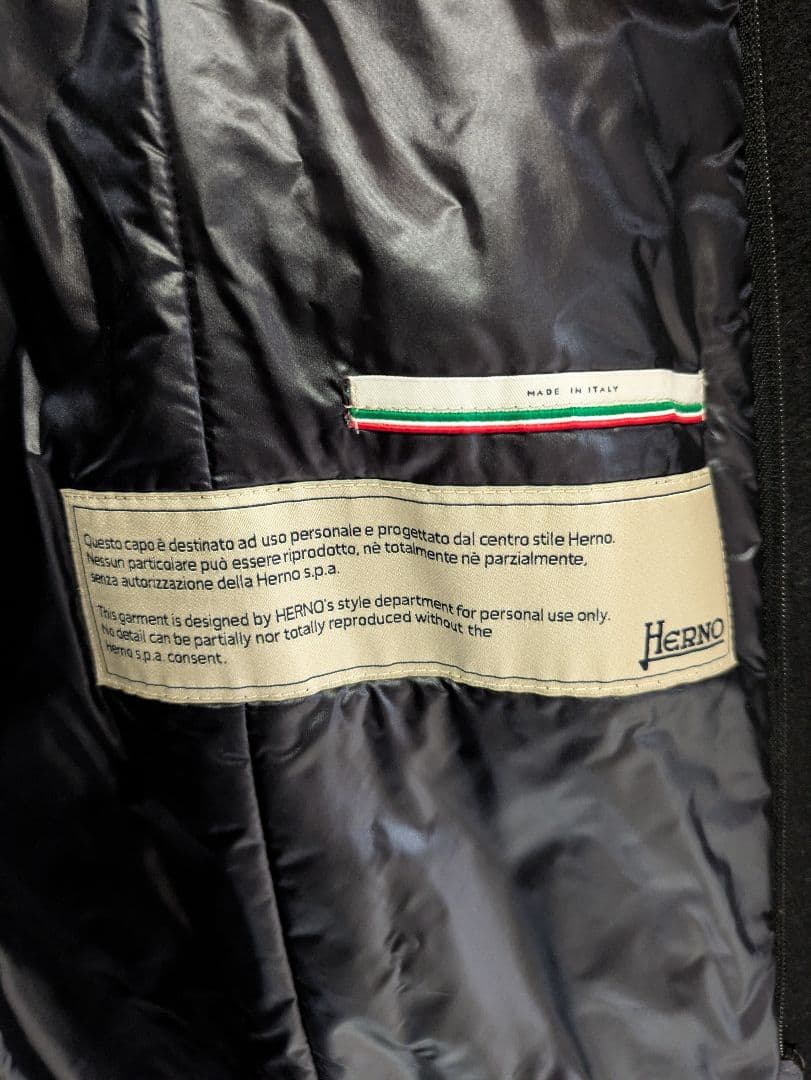 MADE IN ITALY
Questo capo è destinato ad uso personale e progettato dal centro stile Herno.
Nessun particolare può essere riprodotto, nè totalmente nè parzialmente,
senza autorizzazione della Herno s.p.a.
This garment is designed by HERNO's style department for personal use only.
No detail can be partially nor totally reproduced without the
Herno s.p.a. consent.
HERNO